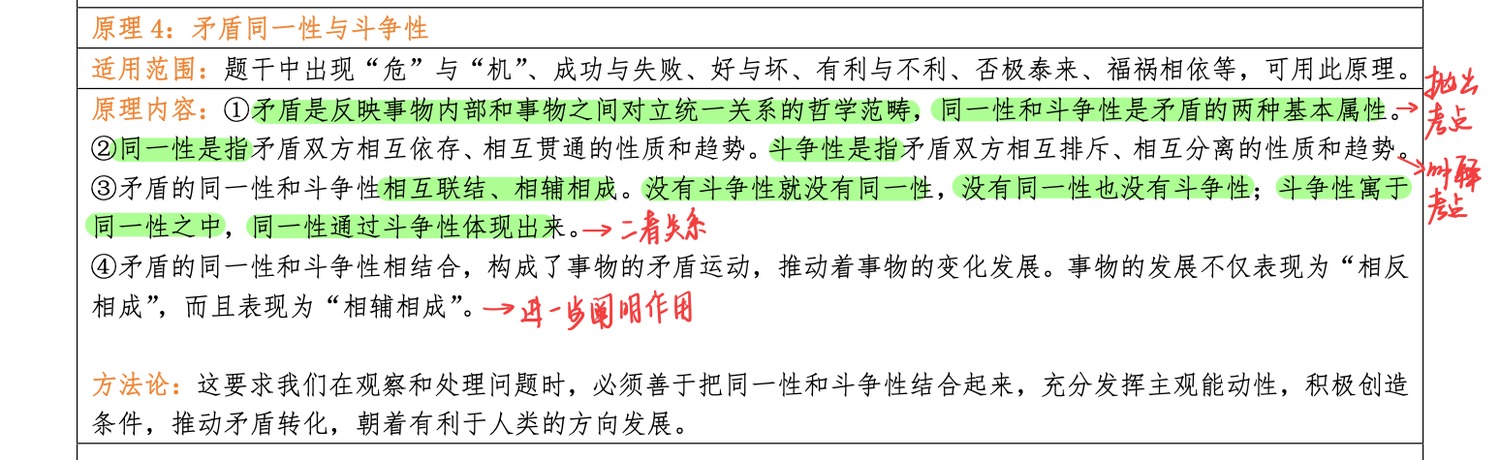 原理 4：矛盾同一性与斗争性
适用范围：题干中出现“危”与“机”、成功与失败、好与坏、有利与不利、否极泰来、福祸相依等，可用此原理。
原理内容：①矛盾是反映事物内部和事物之间对立统一关系的哲学范畴，同一性和斗争性是矛盾的两种基本属性。→抛出
考点
②同一性是指矛盾双方相互依存、相互贯通的性质和趋势。斗争性是指矛盾双方相互排斥、相互分离的性质和趋势。
③矛盾的同一性和斗争性相互联结、相辅相成。没有斗争性就没有同一性，没有同一性也没有斗争性；斗争性寓于→解释
考点
同一性之中，同一性通过斗争性体现出来。→二者关系
④矛盾的同一性和斗争性相结合，构成了事物的矛盾运动，推动着事物的变化发展。事物的发展不仅表现为“相反
相成”，而且表现为“相辅相成”。→进一步阐明作用
方法论：这要求我们在观察和处理问题时，必须善于把同一性和斗争性结合起来，充分发挥主观能动性，积极创造
条件，推动矛盾转化，朝着有利于人类的方向发展。